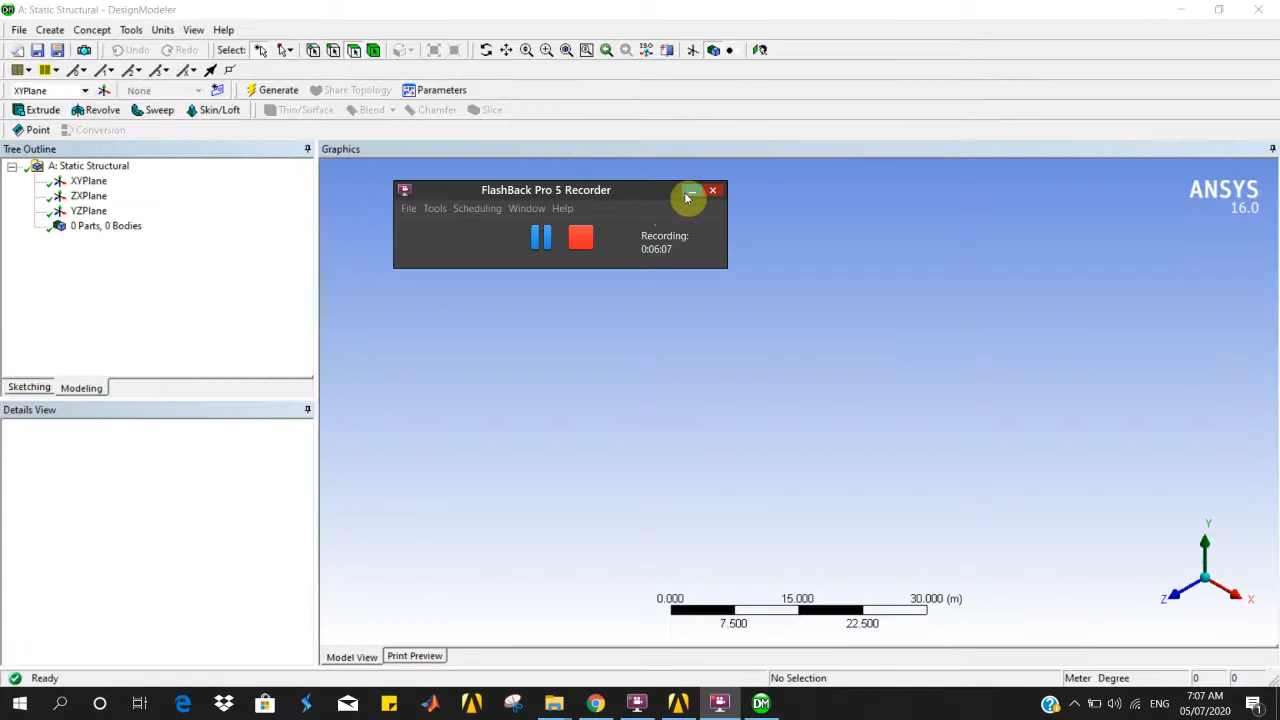 A: Static Structural - DesignModeler
File Create Concept Tools Units View Help
Undo Redo Select:
XYPlane None Generate Share Topology Parameters
Extrude Revolve Sweep Skin/Loft Thin/Surface Blend Chamfer Slice
Point Conversion
Tree Outline
Graphics
A: Static Structural
XYPlane
ZXPlane
YZPlane
0 Parts, 0 Bodies
FlashBack Pro 5 Recorder
File Tools Scheduling Window Help
Recording:
0:06:07
ANSYS
16.0
Sketching Modeling
Details View
Y
Z
X
0.000 15.000 30.000 (m)
7.500 22.500
Model View Print Preview
Ready No Selection Meter Degree 0 0
DM
ENG
7:07 AM
05/07/2020